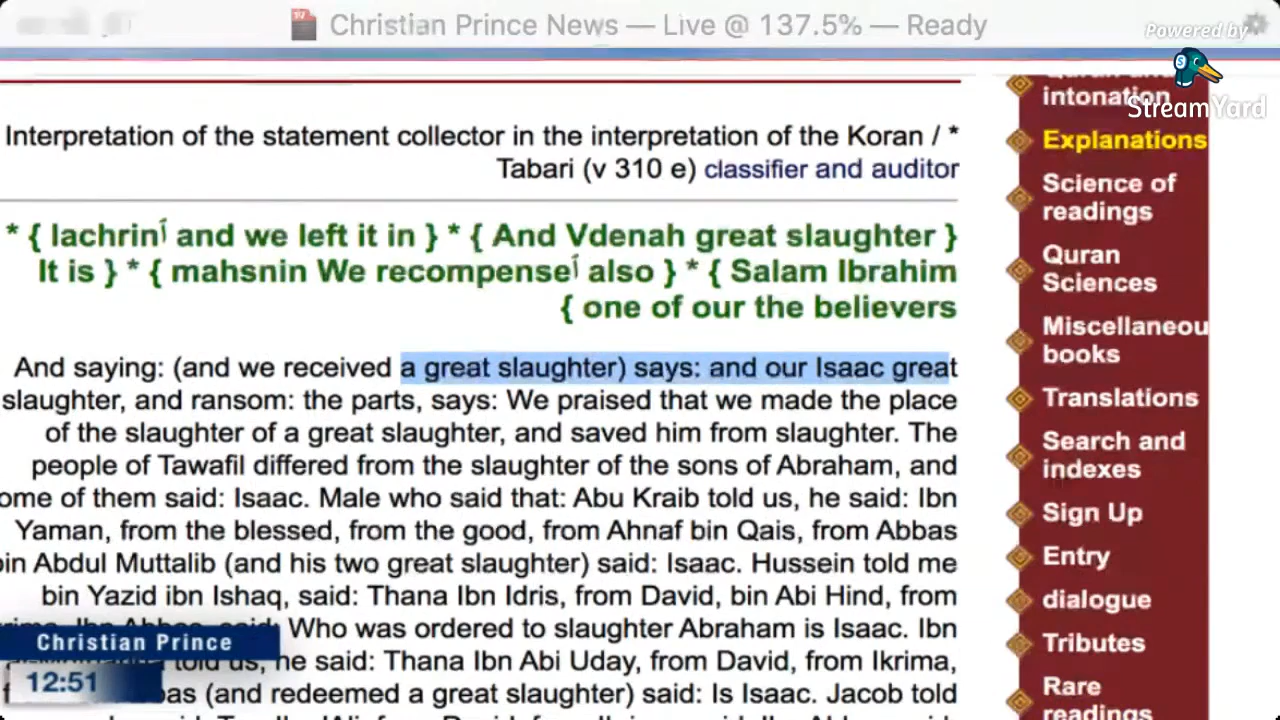 Christian Prince News — Live @ 137.5% — Ready
Powered by
StreamYard
Interpretation of the statement collector in the interpretation of the Koran / *
Tabari (v 310 e) classifier and auditor
* { lachrinẫ and we left it in } * { And Vdenah great slaughter }
It is } * { mahsnin We recompense also } * { Salam Ibrahim
{ one of our the believers
And saying: (and we received a great slaughter) says: and our Isaac great
slaughter, and ransom: the parts, says: We praised that we made the place
of the slaughter of a great slaughter, and saved him from slaughter. The
people of Tawafil differed from the slaughter of the sons of Abraham, and
of them said: Isaac. Male who said that: Abu Kraib told us, he said: Ibn
Yaman, from the blessed, from the good, from Ahnaf bin Qais, from Abbas
bin Abdul Muttalib (and his two great slaughter) said: Isaac. Hussein told me
bin Yazid ibn Ishaq, said: Thana Ibn Idris, from David, bin Abi Hind, from
Who was ordered to slaughter Abraham is Isaac. Ibn
told us, he said: Thana Ibn Abi Uday, from David, from Ikrima,
(and redeemed a great slaughter) said: Is Isaac. Jacob told
intonation
Explanations
Science of
readings
Quran
Sciences
Miscellaneou
books
Translations
Search and
indexes
Sign Up
Entry
dialogue
Tributes
Rare
readings
Christian Prince
12:51